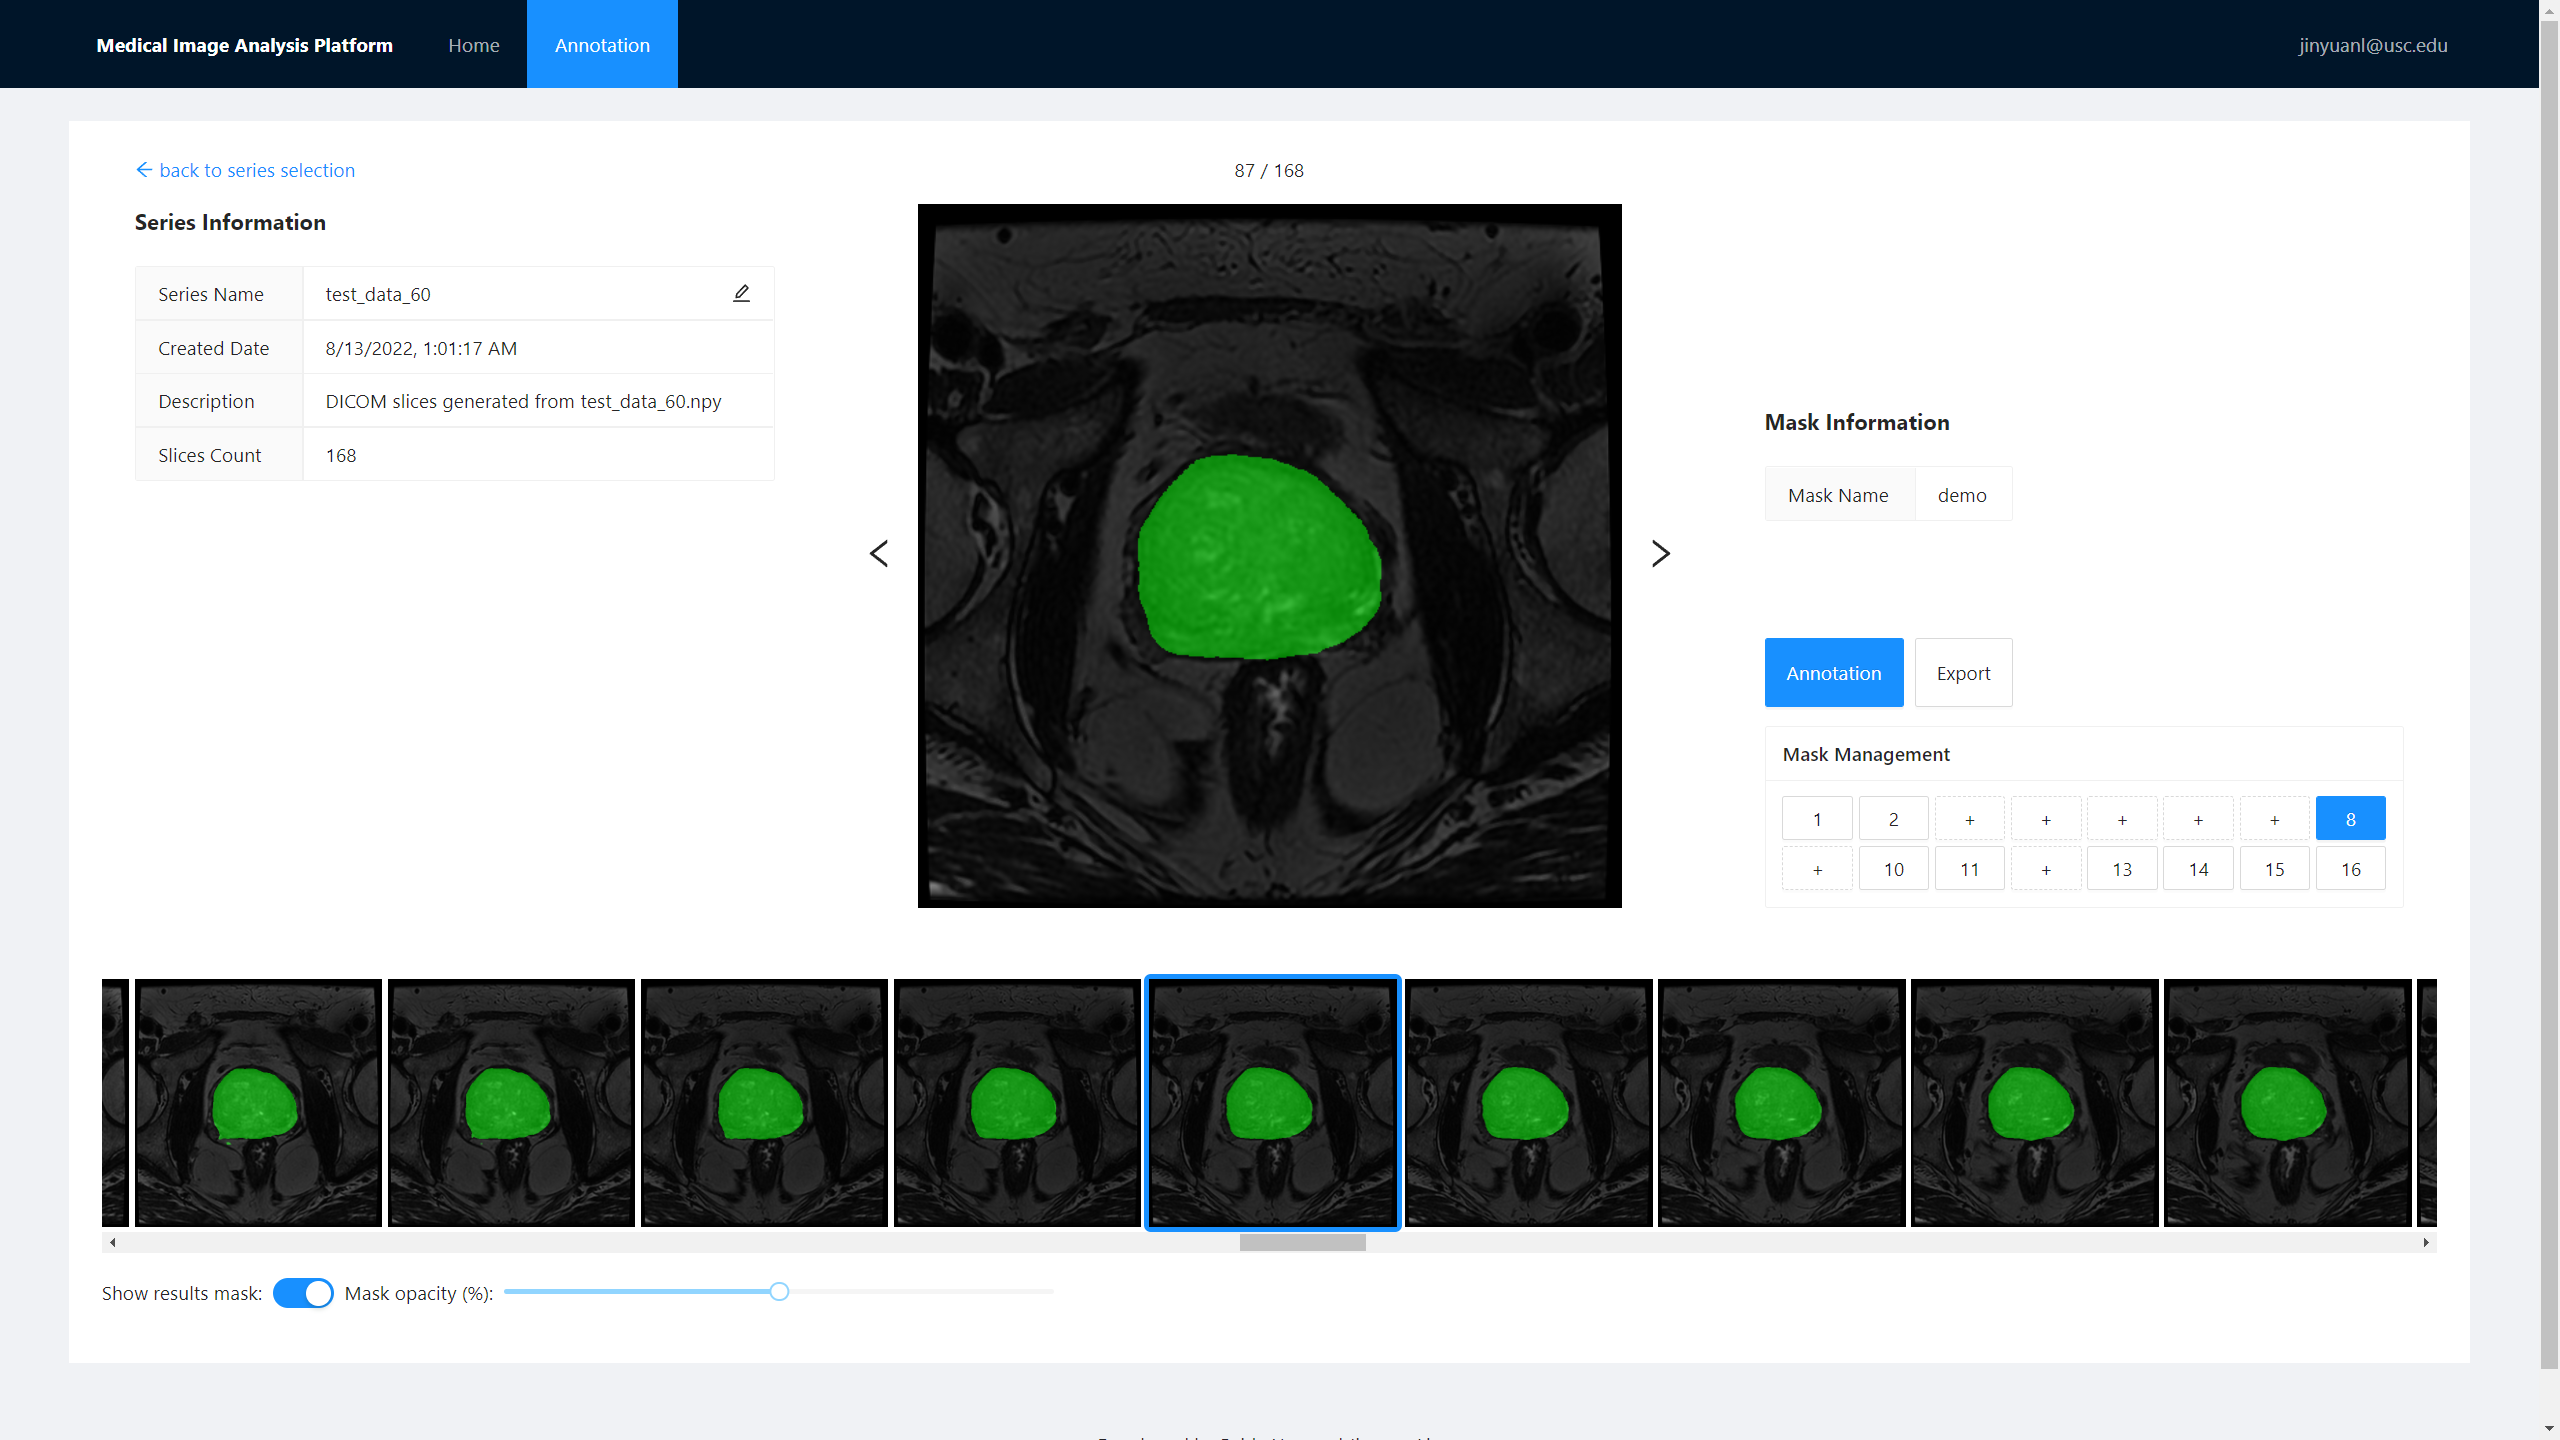 Medical Image Analysis Platform Home Annotation jinyuanl@usc.edu
back to series selection
87 / 168
Series Information
Series Name test_data_60
Created Date 8/13/2022, 1:01:17 AM
Description DICOM slices generated from test_data_60.npy
Slices Count 168
Mask Information
Mask Name demo
Annotation Export
Mask Management
1 2 + + + + + 8
+ 10 11 + 13 14 15 16
Show results mask: Mask opacity (%):